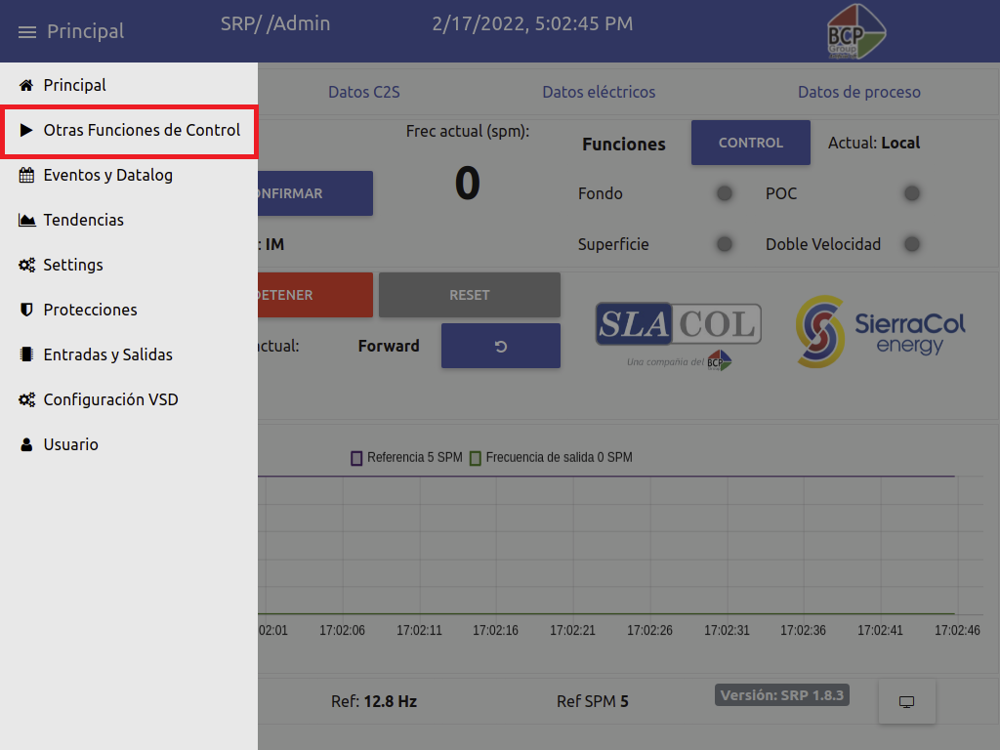 Principal
SRP/ /Admin
2/17/2022, 5:02:45 PM
BCP
Group
Principal
Otras Funciones de Control
Eventos y Datalog
Tendencias
Settings
Protecciones
Entradas y Salidas
Configuración VSD
Usuario
Datos C2S
Datos eléctricos
Datos de proceso
Frec actual (spm):
0
ONFIRMAR
: IM
Funciones
CONTROL
Actual: Local
Fondo
POC
Superficie
Doble Velocidad
DETENER
RESET
ctual:
Forward
SLACOL
Una compañía del BCP
SierraCol
energy
Referencia 5 SPM
Frecuencia de salida 0 SPM
02:01
17:02:06
17:02:11
17:02:16
17:02:21
17:02:26
17:02:31
17:02:36
17:02:41
17:02:46
Ref: 12.8 Hz
Ref SPM 5
Versión: SRP 1.8.3